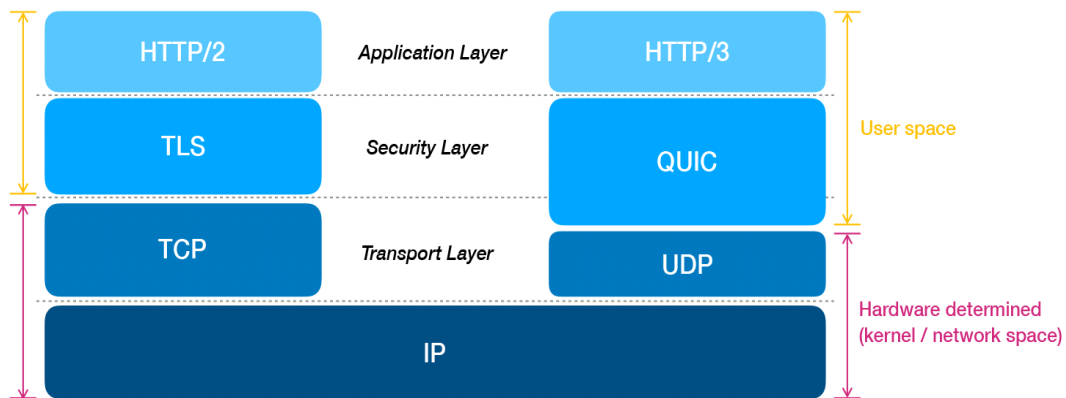 HTTP/2
Application Layer
HTTP/3
TLS
Security Layer
QUIC
User space
TCP
Transport Layer
UDP
Hardware determined
(kernel / network space)
IP